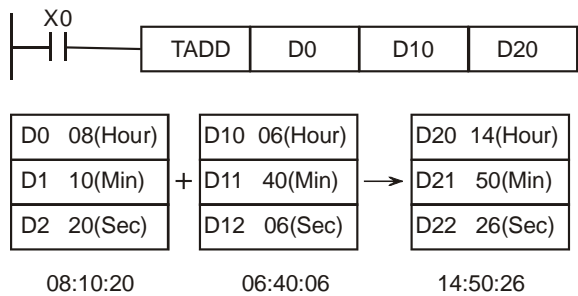 X0
TADD D0 D10 D20
D0 08(Hour) D10 06(Hour) D20 14(Hour)
D1 10(Min) + D11 40(Min) → D21 50(Min)
D2 20(Sec) D12 06(Sec) D22 26(Sec)
08:10:20 06:40:06 14:50:26